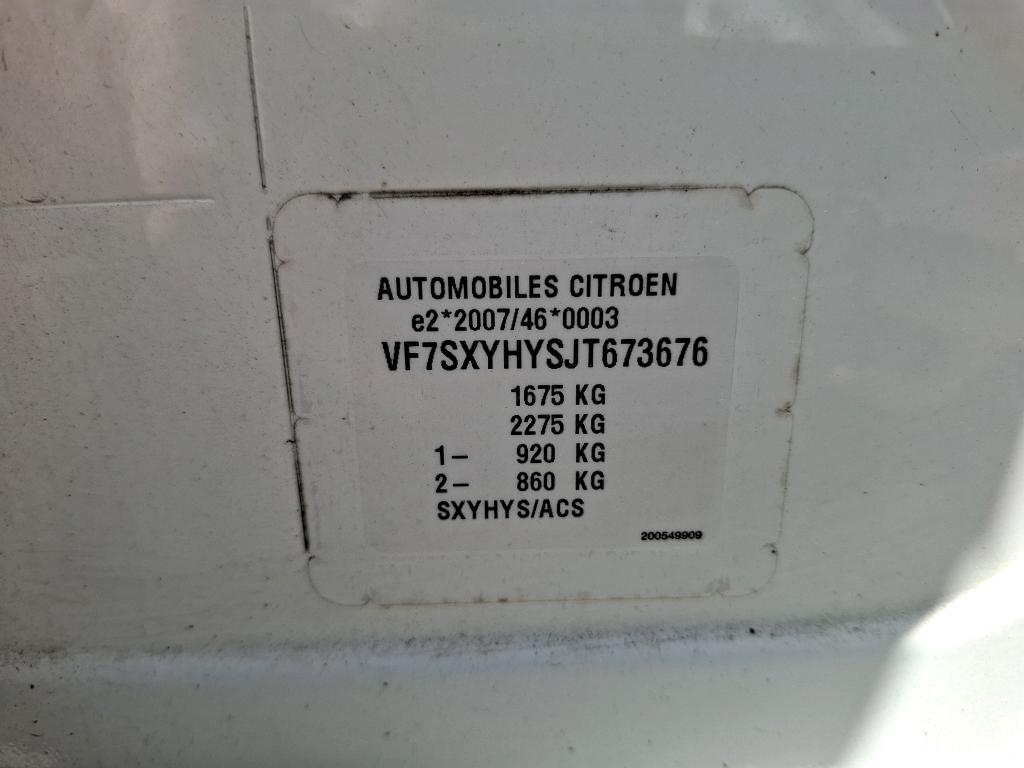 AUTOMOBILES CITROEN
e2*2007/46*0003
VF7SXYHYSJT673676
1675 KG
2275 KG
1– 920 KG
2– 860 KG
SXYHYS/ACS
200549909